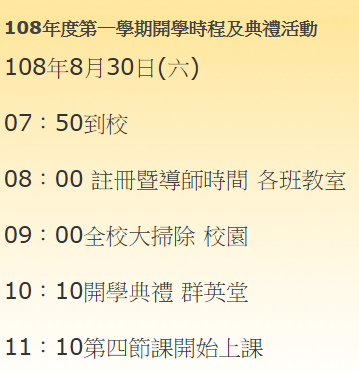 108年度第一學期開學時程及典禮活動
108年8月30日(六)
07：50到校
08：00 註冊暨導師時間 各班教室
09：00全校大掃除 校園
10：10開學典禮 群英堂
11：10第四節課開始上課